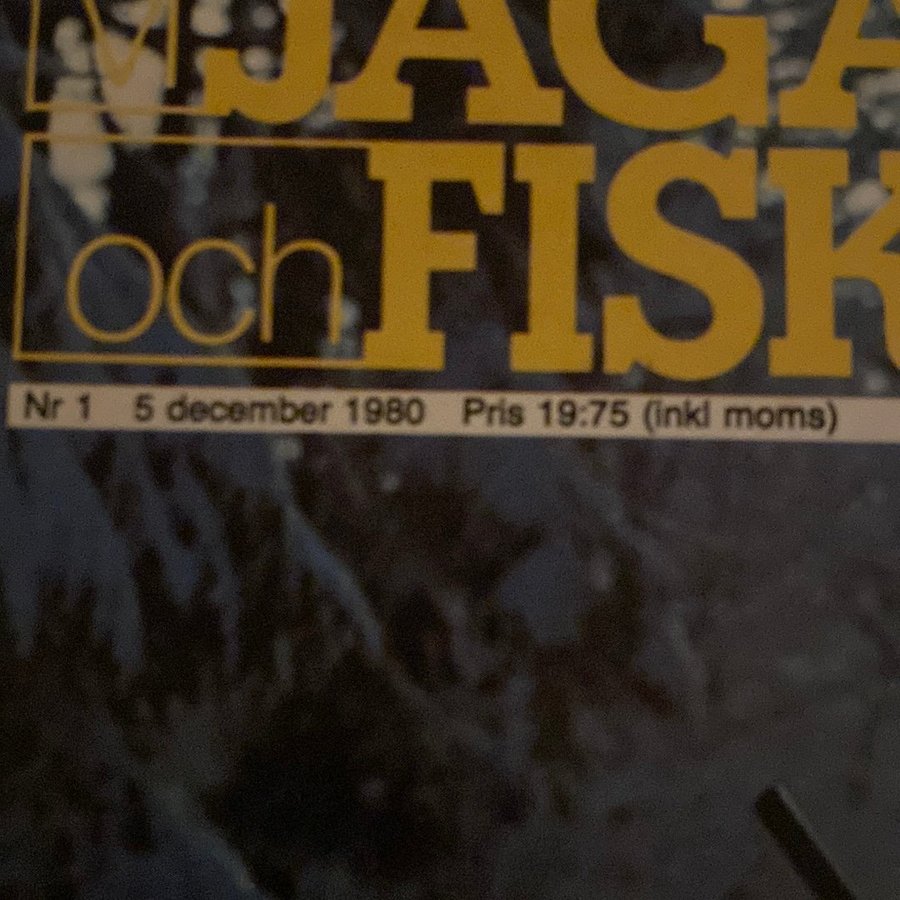 JAGA
och FISK
Nr 1 5 december 1980 Pris 19:75 (inkl moms)